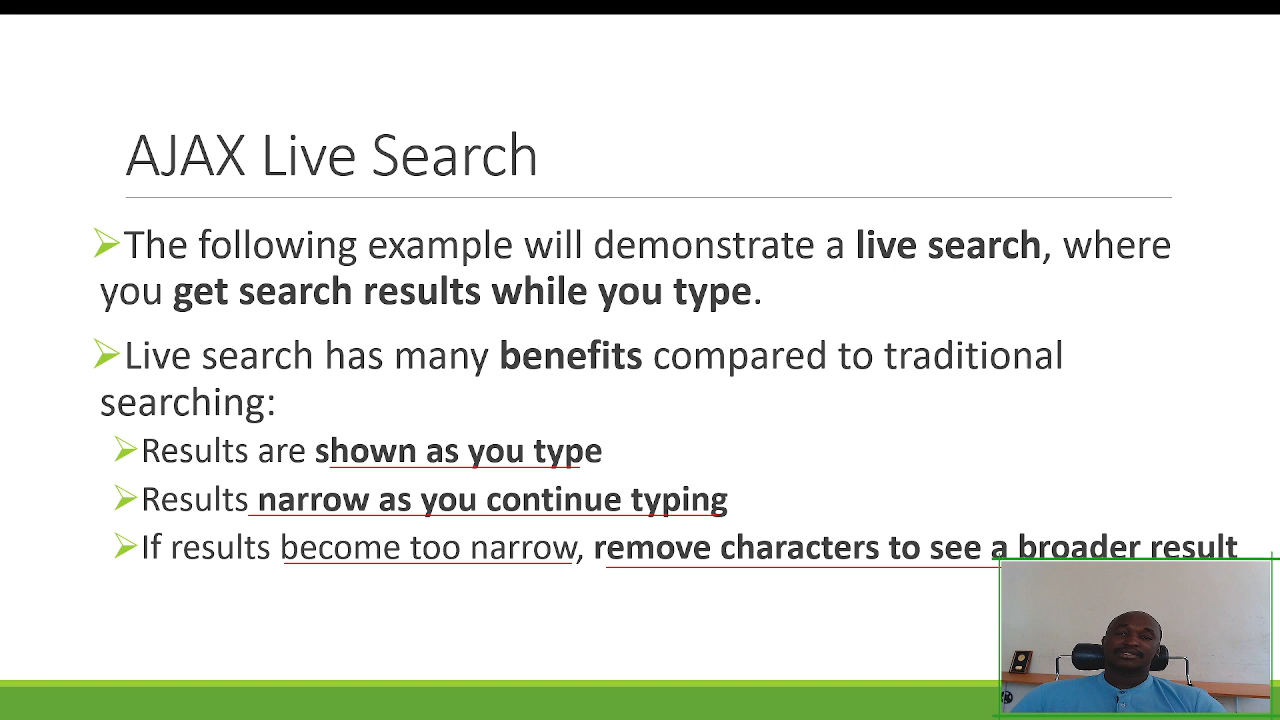 AJAX Live Search
The following example will demonstrate a live search, where
you get search results while you type.
Live search has many benefits compared to traditional
searching:
Results are shown as you type
Results narrow as you continue typing
If results become too narrow, remove characters to see a broader result